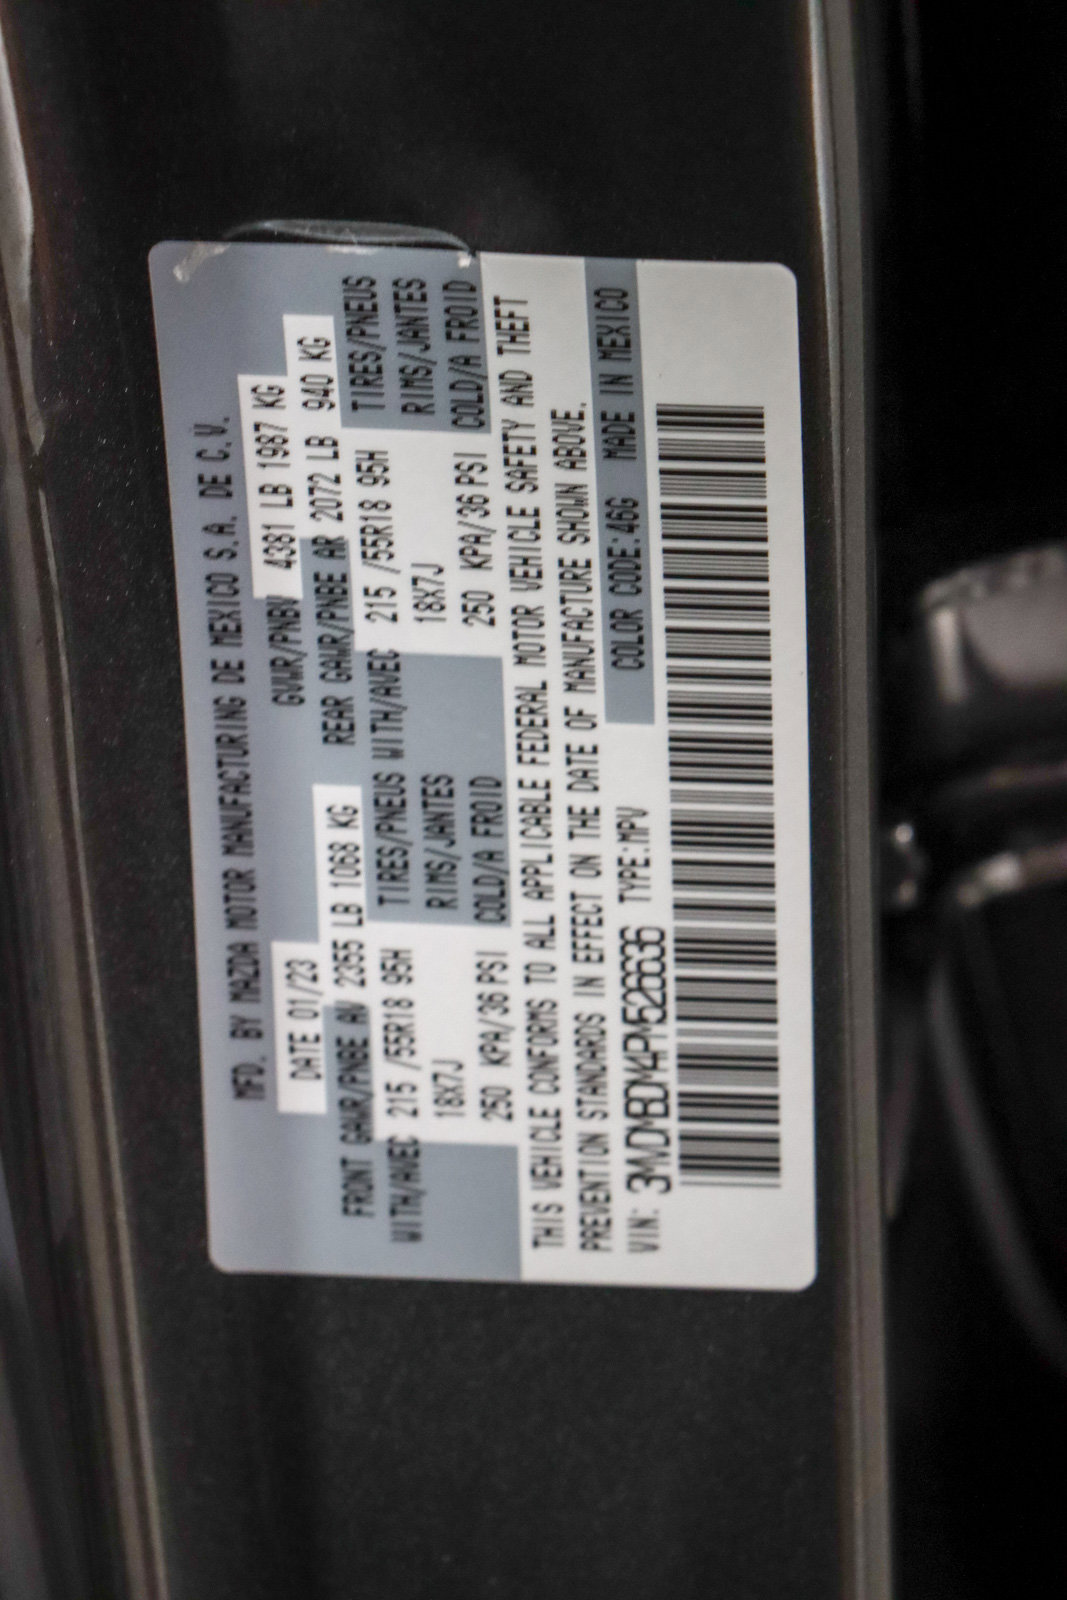 MFD. BY MAZDA MOTOR MANUFACTURING DE MEXICO S.A. DE C.V.
DATE 01/23 GVWR/PNBV 4381 LB 1987 KG
FRONT GAWR/PNBE AV 2355 LB 1068 KG REAR GAWR/PNBE AR 2072 LB 940 KG
WITH/AVEC 215 /55R18 95H TIRES/PNEUS WITH/AVEC 215 /55R18 95H TIRES/PNEUS
18X7J RIMS/JANTES 18X7J RIMS/JANTES
250 KPA/36 PSI COLD/A FROID 250 KPA/36 PSI COLD/A FROID
THIS VEHICLE CONFORMS TO ALL APPLICABLE FEDERAL MOTOR VEHICLE SAFETY AND THEFT
PREVENTION STANDARDS IN EFFECT ON THE DATE OF MANUFACTURE SHOWN ABOVE.
VIN: 3MVDMBDM4PM526636 TYPE:MPV COLOR CODE:46G MADE IN MEXICO